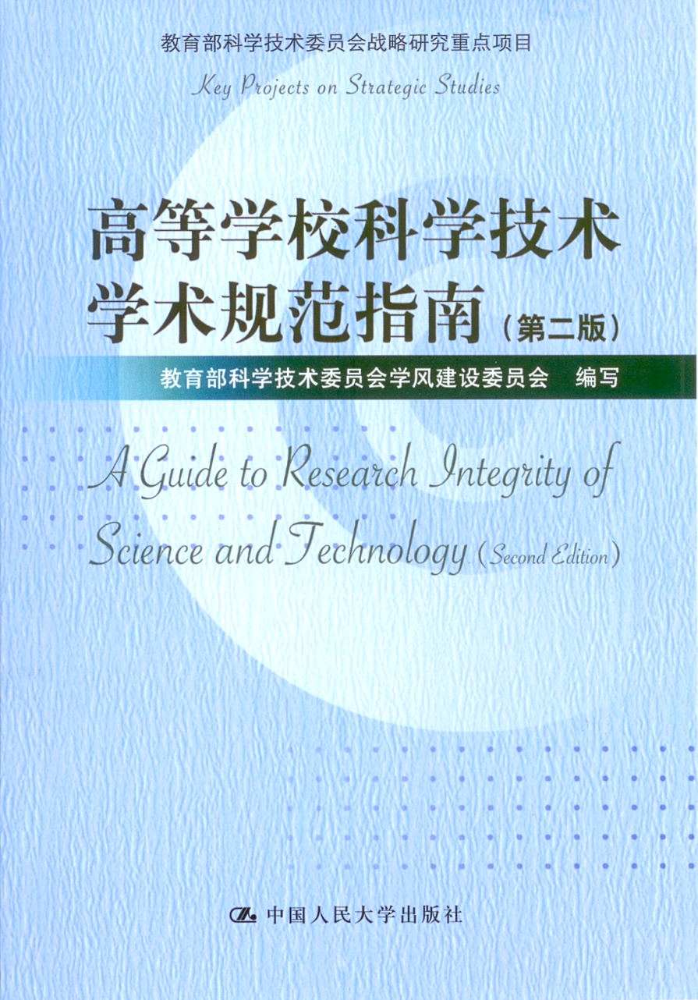 教育部科学技术委员会战略研究重点项目
Key Projects on Strategic Studies
高等学校科学技术
学术规范指南（第二版）
教育部科学技术委员会学风建设委员会 编写
A Guide to Research Integrity of
Science and Technology (Second Edition)
中国人民大学出版社